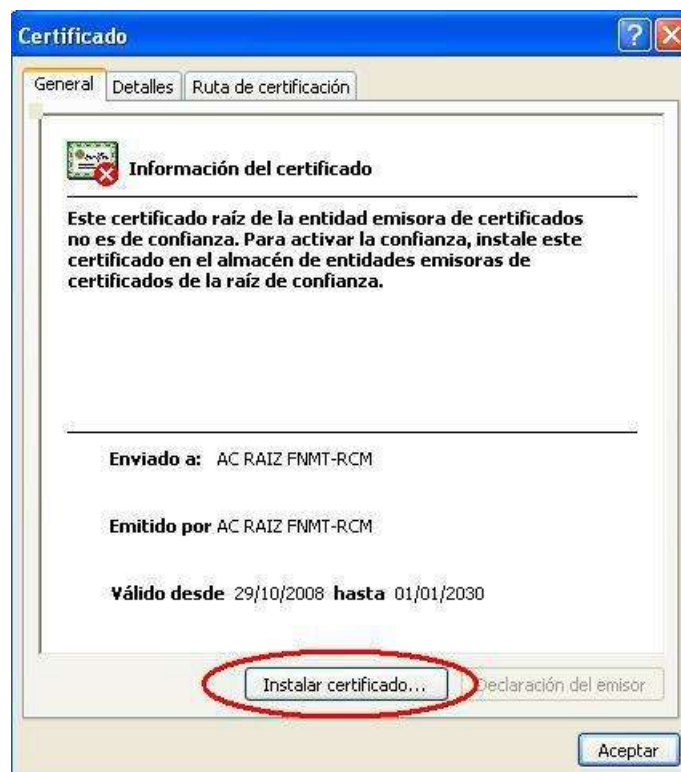 Certificado
General Detalles Ruta de certificación
Información del certificado
Este certificado raíz de la entidad emisora de certificados
no es de confianza. Para activar la confianza, instale este
certificado en el almacén de entidades emisoras de
certificados de la raíz de confianza.
Enviado a: AC RAIZ FNMT-RCM
Emitido por AC RAIZ FNMT-RCM
Válido desde 29/10/2008 hasta 01/01/2030
Instalar certificado... Declaración del emisor
Aceptar